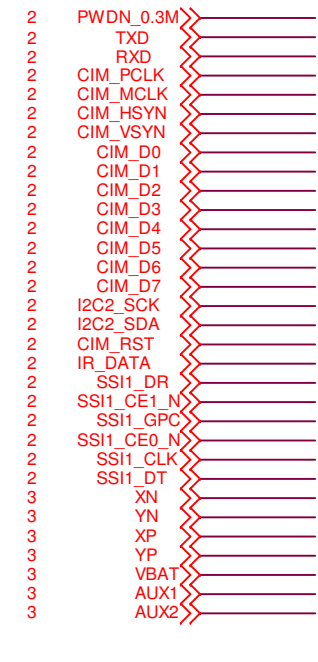 2 PWDN_0.3M
2 TXD
2 RXD
2 CIM_PCLK
2 CIM_MCLK
2 CIM_HSYN
2 CIM_VSYN
2 CIM_D0
2 CIM_D1
2 CIM_D2
2 CIM_D3
2 CIM_D4
2 CIM_D5
2 CIM_D6
2 CIM_D7
2 I2C2_SCK
2 I2C2_SDA
2 CIM_RST
2 IR_DATA
2 SSI1_DR
2 SSI1_CE1_N
2 SSI1_GPC
2 SSI1_CE0_N
2 SSI1_CLK
2 SSI1_DT
3 XN
3 YN
3 XP
3 YP
3 VBAT
3 AUX1
3 AUX2